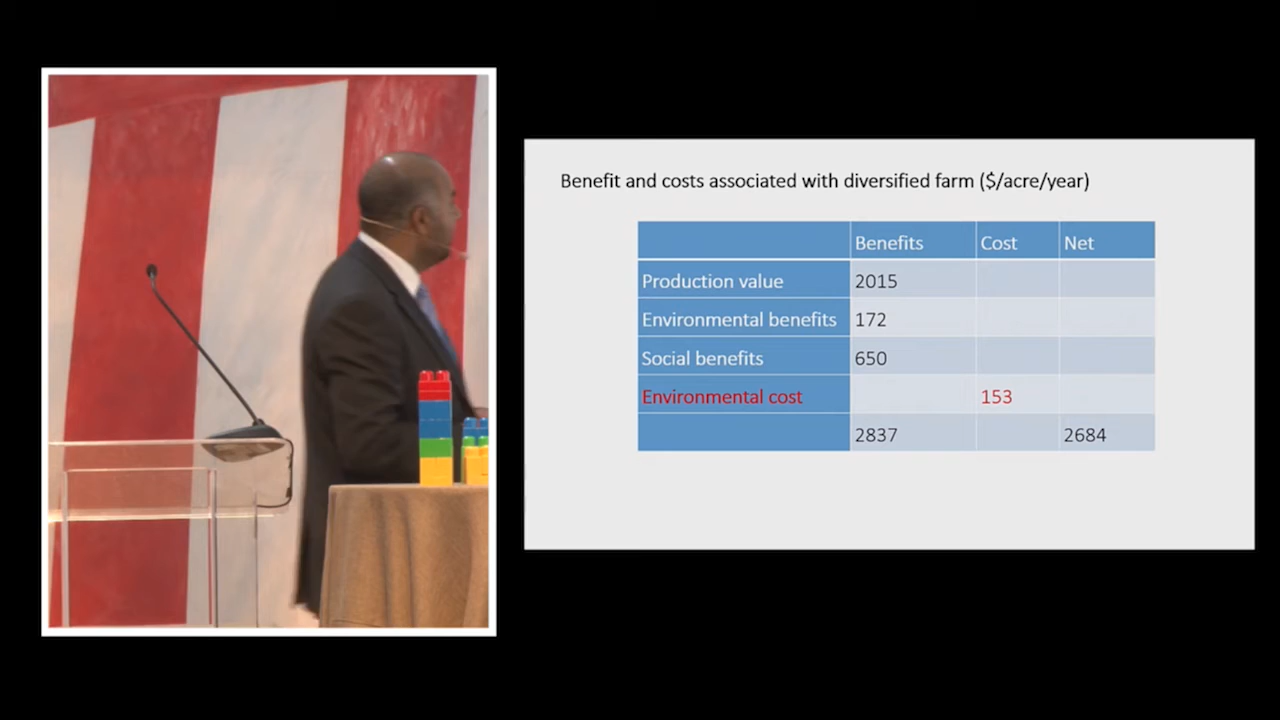 Benefit and costs associated with diversified farm ($/acre/year)
Benefits Cost Net
Production value 2015
Environmental benefits 172
Social benefits 650
Environmental cost 153
2837 2684